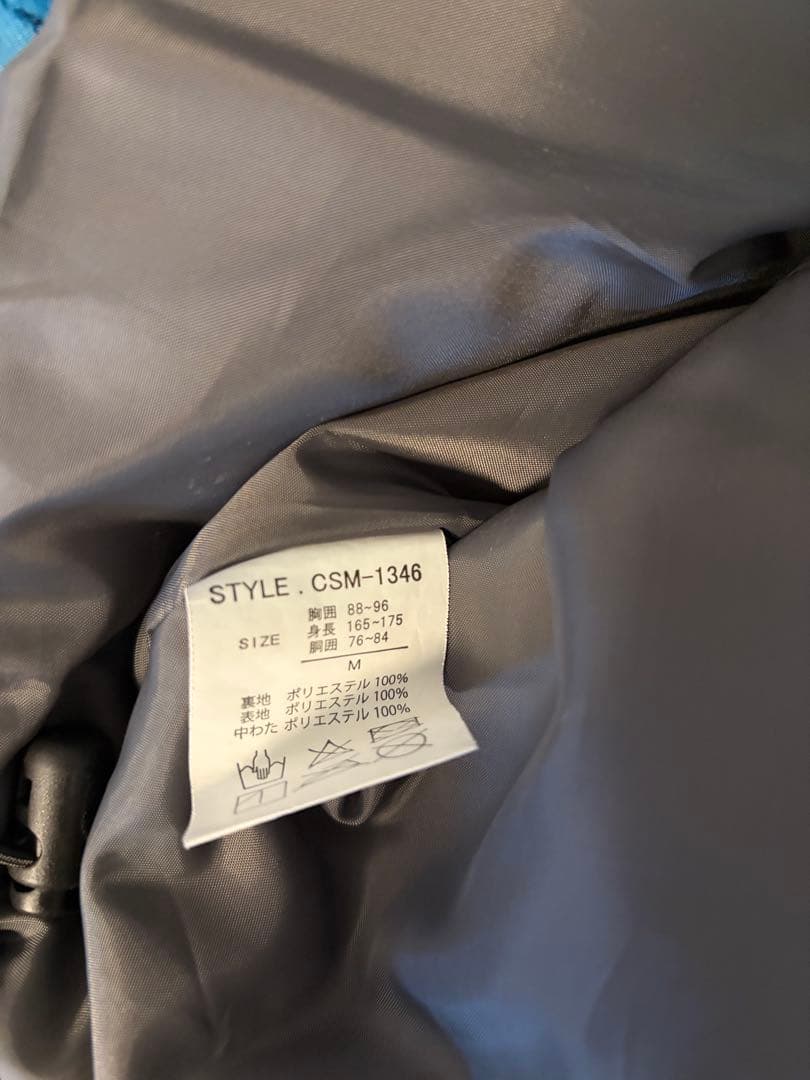 STYLE . CSM-1346
胸囲 88~96
SIZE 身長 165~175
胴囲 76~84
M
裏地 ポリエステル 100%
表地 ポリエステル 100%
中わた ポリエステル 100%